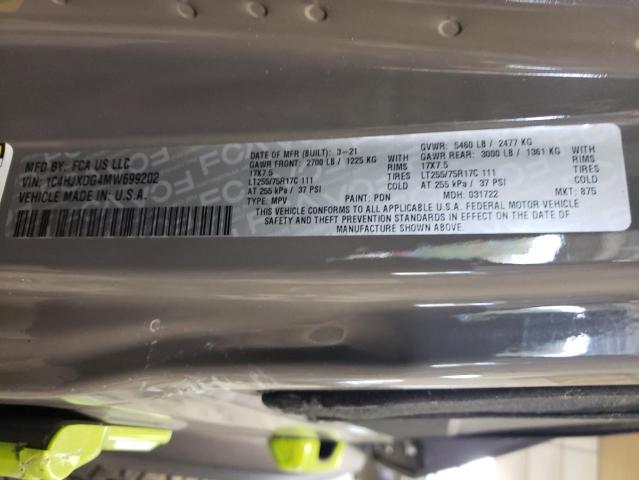 MFD BY: FCA US LLC
VIN: 1C4HJXDG4MW699202
VEHICLE MADE IN: U.S.A.
DATE OF MFR (BUILT): 3-21
GAWR FRONT: 2700 LB / 1225 KG WITH
17X7.5 RIMS
LT255/75R17C 111 TIRES
AT 255 kPa / 37 PSI COLD
TYPE: MPV PAINT: PDN
GVWR: 5460 LB / 2477 KG
GAWR REAR: 3000 LB / 1361 KG WITH
17X7.5 RIMS
LT255/75R17C 111 TIRES
AT 255 kPa / 37 PSI COLD
MDH: 031722 MKT: 875
THIS VEHICLE CONFORMS TO ALL APPLICABLE U.S.A. FEDERAL MOTOR VEHICLE
SAFETY AND THEFT PREVENTION STANDARDS IN EFFECT ON THE DATE OF
MANUFACTURE SHOWN ABOVE.